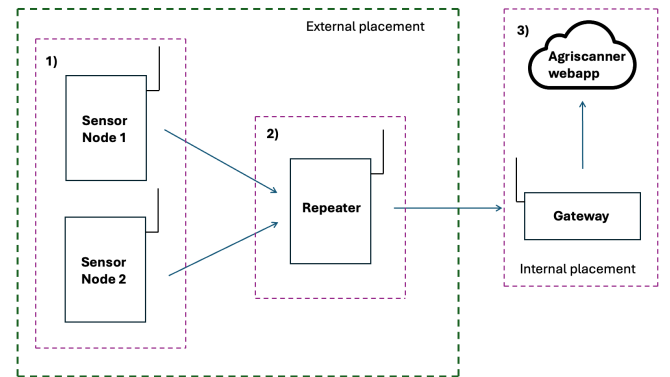 External placement
1)
Sensor
Node 1
Sensor
Node 2
2)
Repeater
3)
Agriscanner
webapp
Gateway
Internal placement